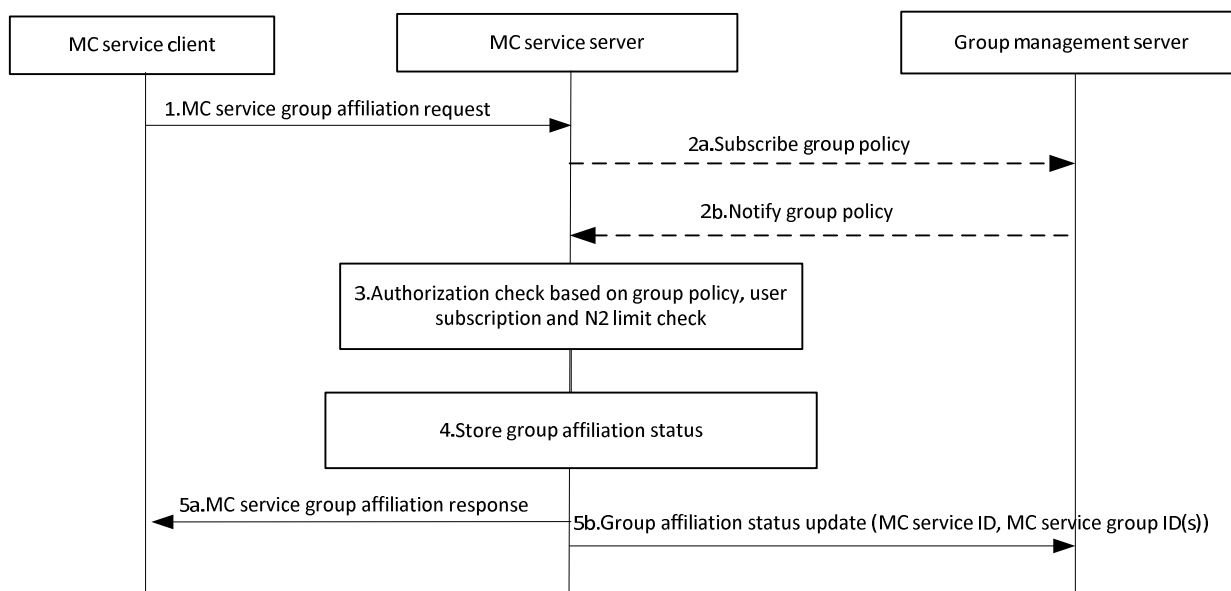 MC service client
MC service server
Group management server
1.MC service group affiliation request
2a.Subscribe group policy
2b.Notify group policy
3.Authorization check based on group policy, user
subscription and N2 limit check
4.Store group affiliation status
5a.MC service group affiliation response
5b.Group affiliation status update (MC service ID, MC service group ID(s))